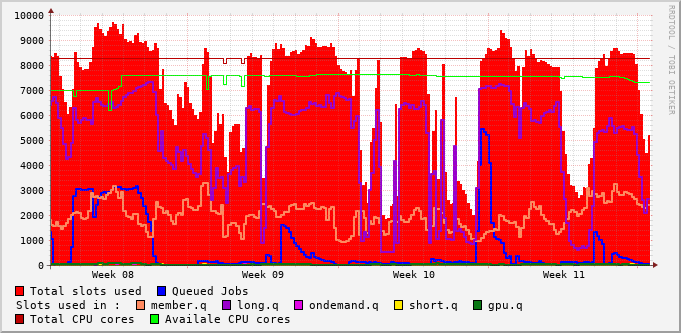 10000
9000
8000
7000
6000
5000
4000
3000
2000
1000
0
Week 08 Week 09 Week 10 Week 11
RRDTOOL / TOBI OETIKER
Total slots used Queued Jobs
Slots used in : member.q long.q ondemand.q short.q gpu.q
Total CPU cores Availale CPU cores